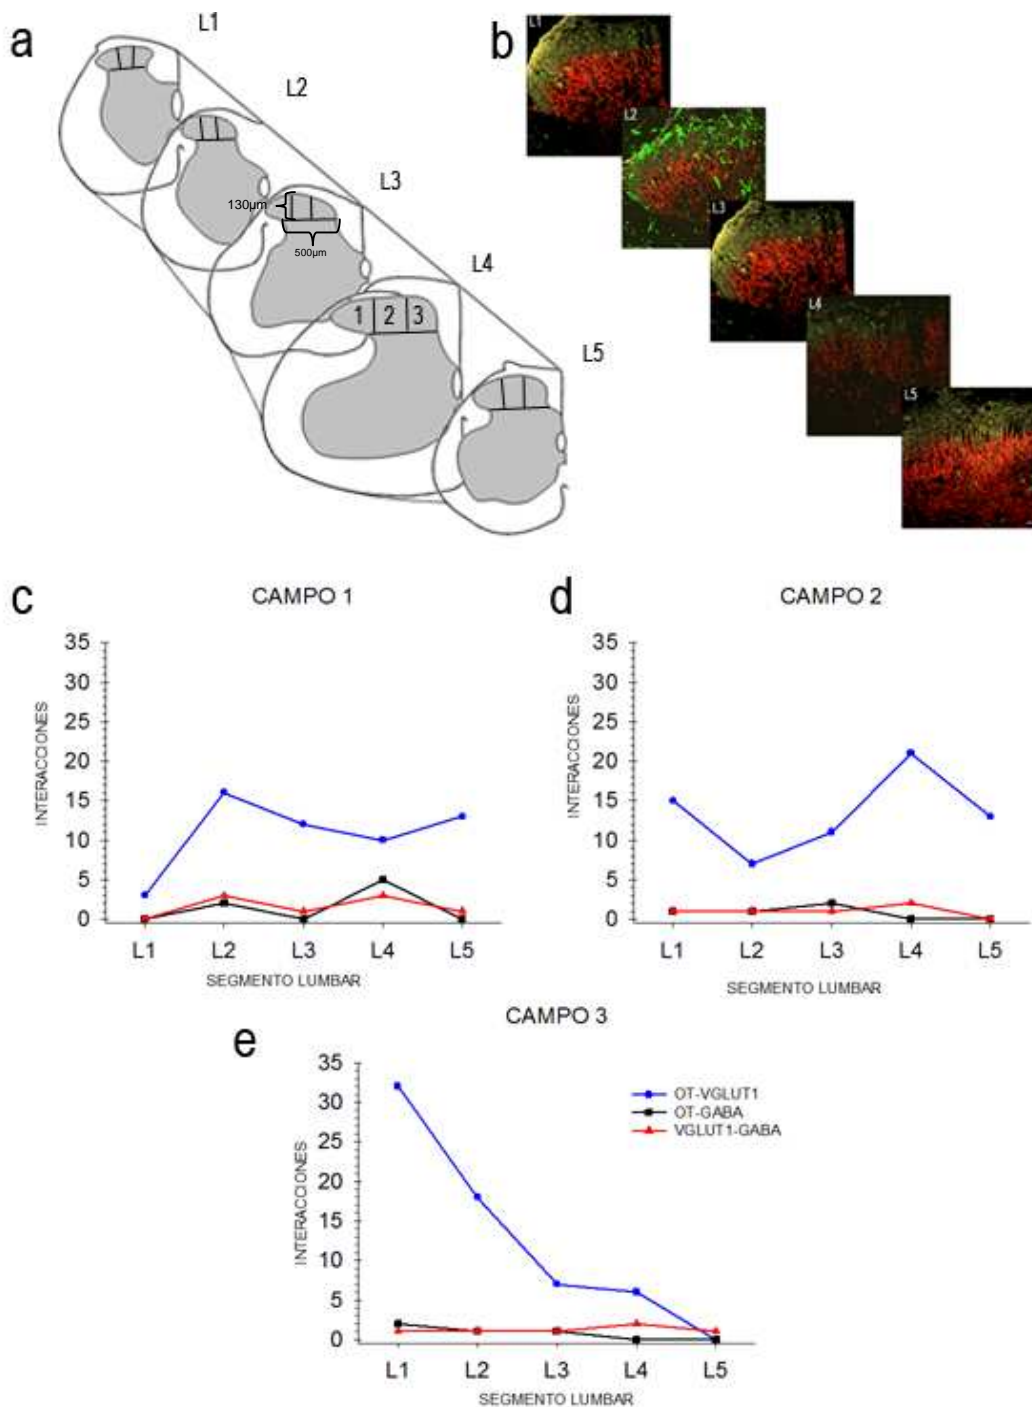 a
L1
L2
L3
130µm
500µm
L4
1 2 3
L5
b
L1
L2
L3
L4
L5
c
CAMPO 1
INTERACCIONES
35
30
25
20
15
10
5
0
L1 L2 L3 L4 L5
SEGMENTO LUMBAR
d
CAMPO 2
INTERACCIONES
35
30
25
20
15
10
5
0
L1 L2 L3 L4 L5
SEGMENTO LUMBAR
e
CAMPO 3
INTERACCIONES
35
30
25
20
15
10
5
0
L1 L2 L3 L4 L5
SEGMENTO LUMBAR
OT-VGLUT1
OT-GABA
VGLUT1-GABA